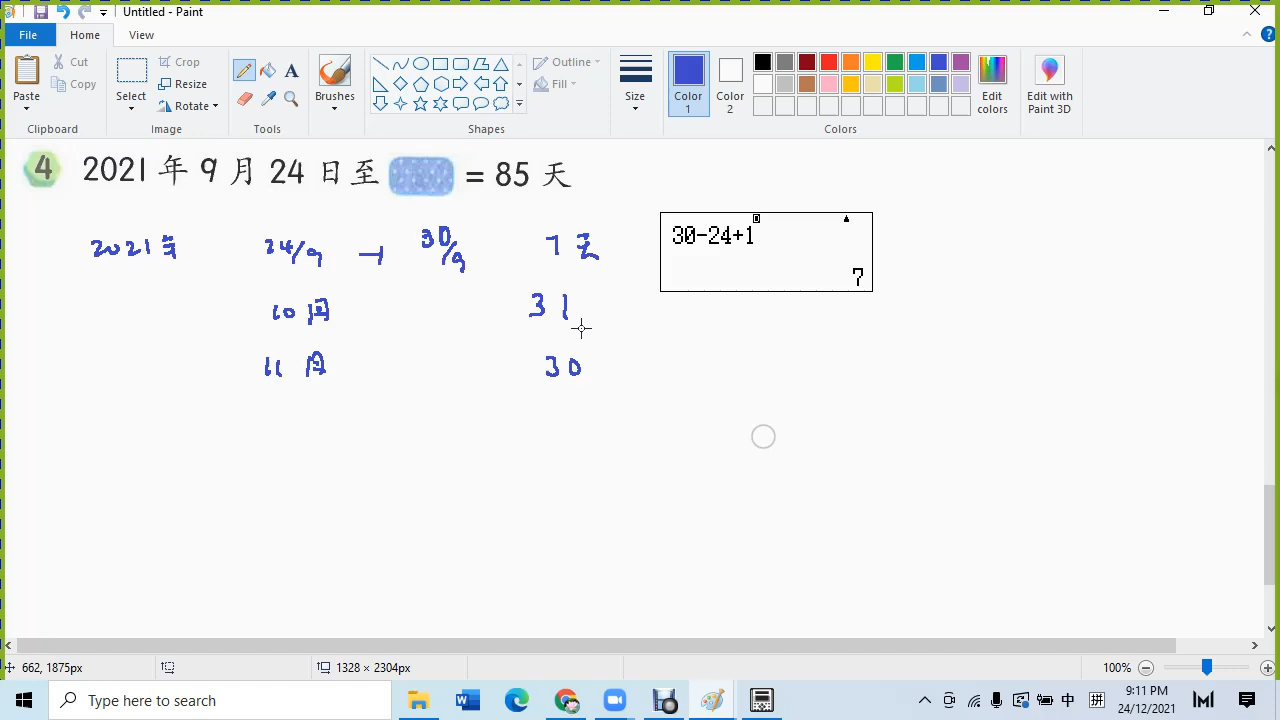 Untitled - Paint
File Home View
Paste Cut Copy Clipboard
Select Crop Resize Rotate Image
Tools
Brushes
Outline Fill Shapes
Size
Color 1 Color 2 Colors
Edit colors
Edit with Paint 3D
4 2021 年 9 月 24 日至 = 85 天
2021年 24/9 → 30/9 7 天
30-24+1
7
10 月 31
11 月 30
662, 1875px 1328 × 2304px 100%
Type here to search
中 拼 9:11 PM
24/12/2021